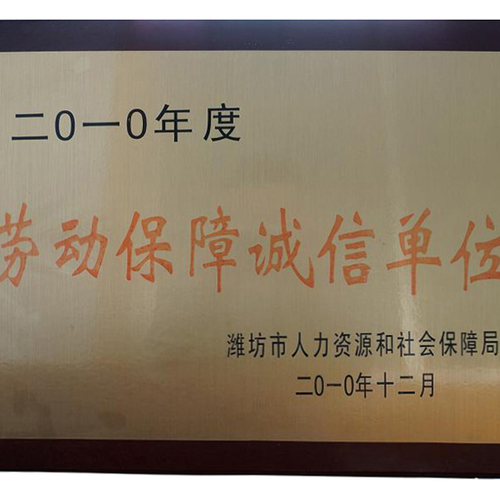 二0一0年度
劳动保障诚信单位
潍坊市人力资源和社会保障局
二0一0年十二月